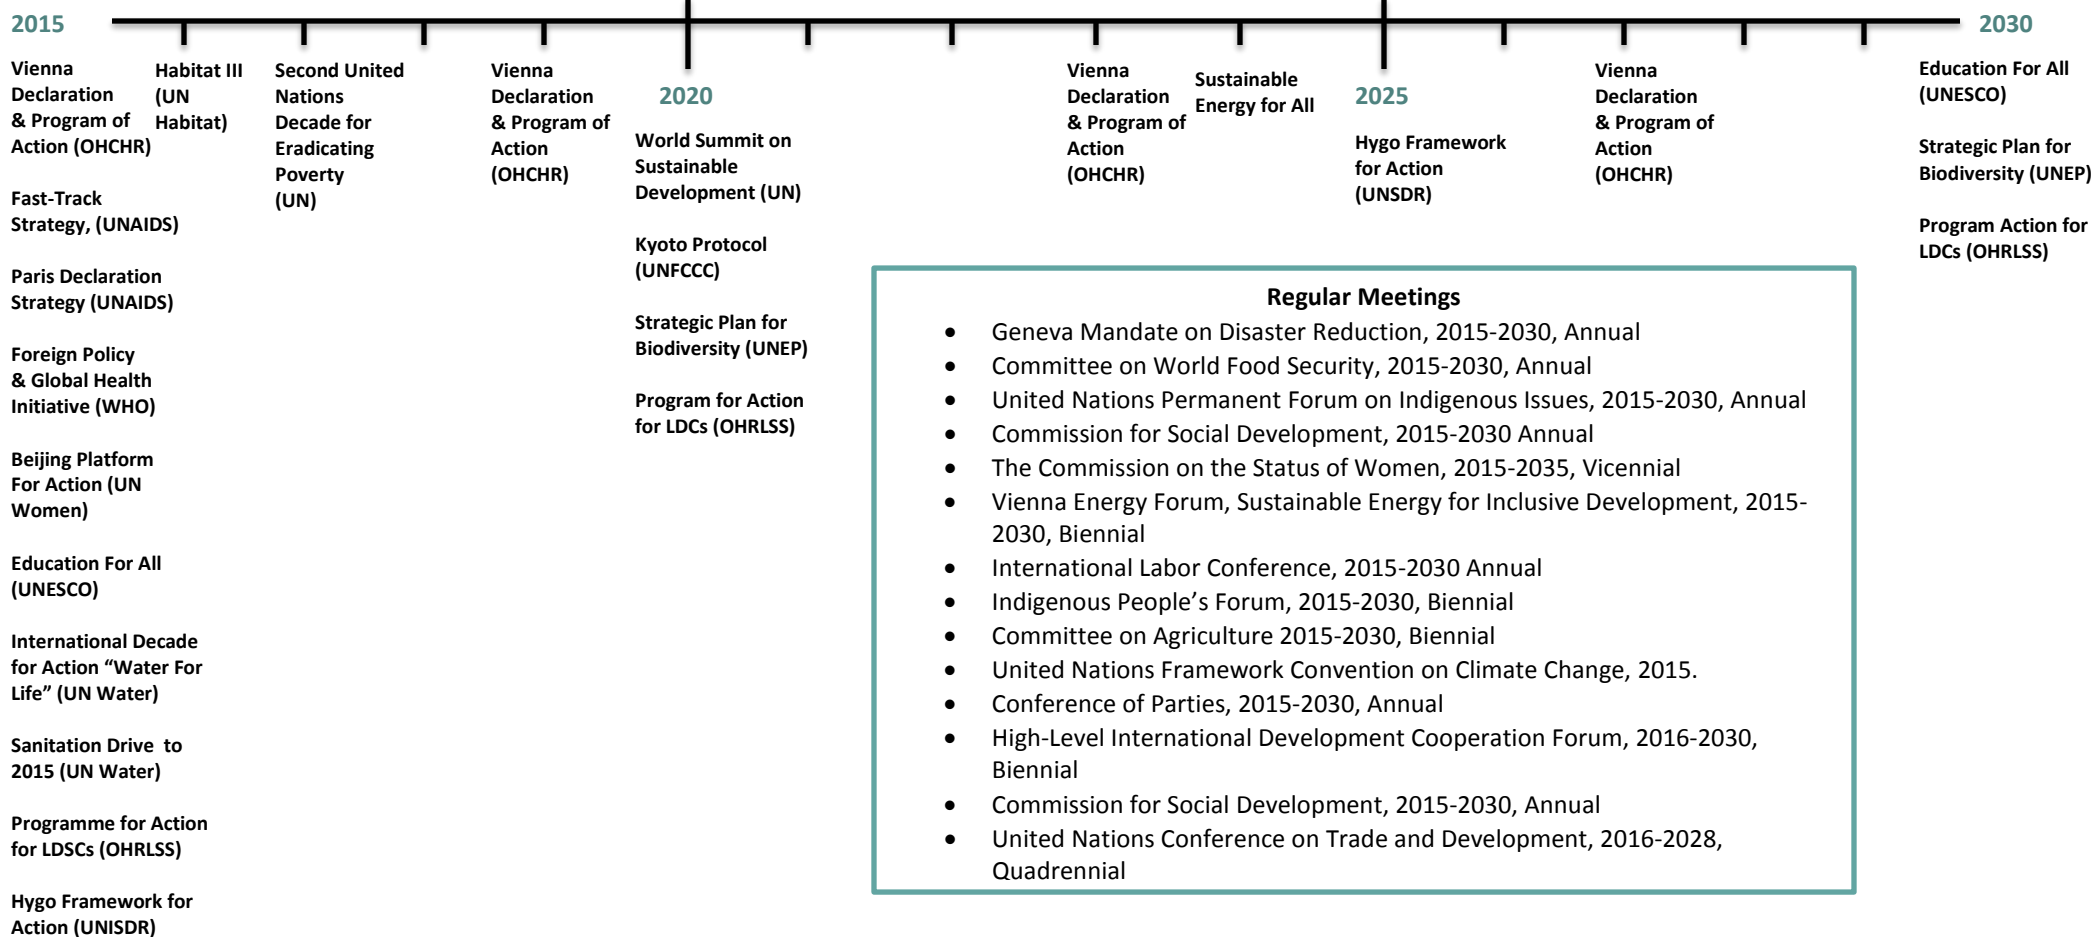 2015
Vienna
Declaration
& Program of
Action (OHCHR)
Fast-Track
Strategy, (UNAIDS)
Paris Declaration
Strategy (UNAIDS)
Foreign Policy
& Global Health
Initiative (WHO)
Beijing Platform
For Action (UN
Women)
Education For All
(UNESCO)
International Decade
for Action “Water For
Life” (UN Water)
Sanitation Drive to
2015 (UN Water)
Programme for Action
for LDSCs (OHRLSS)
Hygo Framework for
Action (UNISDR)
Habitat III
(UN
Habitat)
Second United
Nations
Decade for
Eradicating
Poverty
(UN)
Vienna
Declaration
& Program of
Action
(OHCHR)
2020
World Summit on
Sustainable
Development (UN)
Kyoto Protocol
(UNFCCC)
Strategic Plan for
Biodiversity (UNEP)
Program for Action
for LDCs (OHRLSS)
Vienna
Declaration
& Program of
Action
(OHCHR)
Sustainable
Energy for All
2025
Hygo Framework
for Action
(UNSDR)
Vienna
Declaration
& Program of
Action
(OHCHR)
2030
Education For All
(UNESCO)
Strategic Plan for
Biodiversity (UNEP)
Program Action for
LDCs (OHRLSS)
Regular Meetings
• Geneva Mandate on Disaster Reduction, 2015-2030, Annual
• Committee on World Food Security, 2015-2030, Annual
• United Nations Permanent Forum on Indigenous Issues, 2015-2030, Annual
• Commission for Social Development, 2015-2030 Annual
• The Commission on the Status of Women, 2015-2035, Vicennial
• Vienna Energy Forum, Sustainable Energy for Inclusive Development, 2015-
2030, Biennial
• International Labor Conference, 2015-2030 Annual
• Indigenous People’s Forum, 2015-2030, Biennial
• Committee on Agriculture 2015-2030, Biennial
• United Nations Framework Convention on Climate Change, 2015.
• Conference of Parties, 2015-2030, Annual
• High-Level International Development Cooperation Forum, 2016-2030,
Biennial
• Commission for Social Development, 2015-2030, Annual
• United Nations Conference on Trade and Development, 2016-2028,
Quadrennial